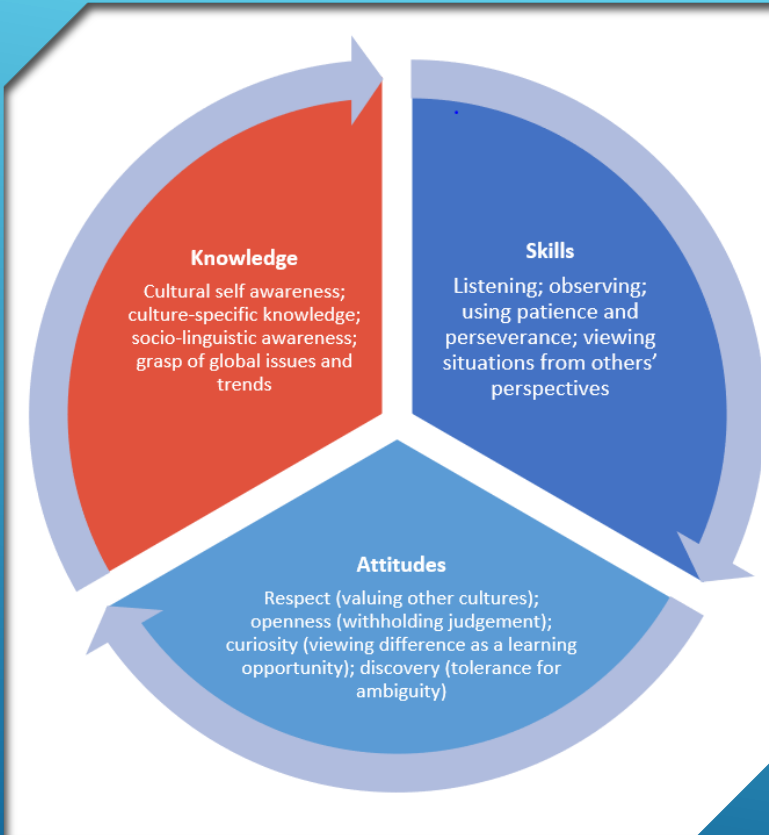 Knowledge
Cultural self awareness;
culture-specific knowledge;
socio-linguistic awareness;
grasp of global issues and
trends
Skills
Listening; observing;
using patience and
perseverance; viewing
situations from others’
perspectives
Attitudes
Respect (valuing other cultures);
openness (withholding judgement);
curiosity (viewing difference as a learning
opportunity); discovery (tolerance for
ambiguity)